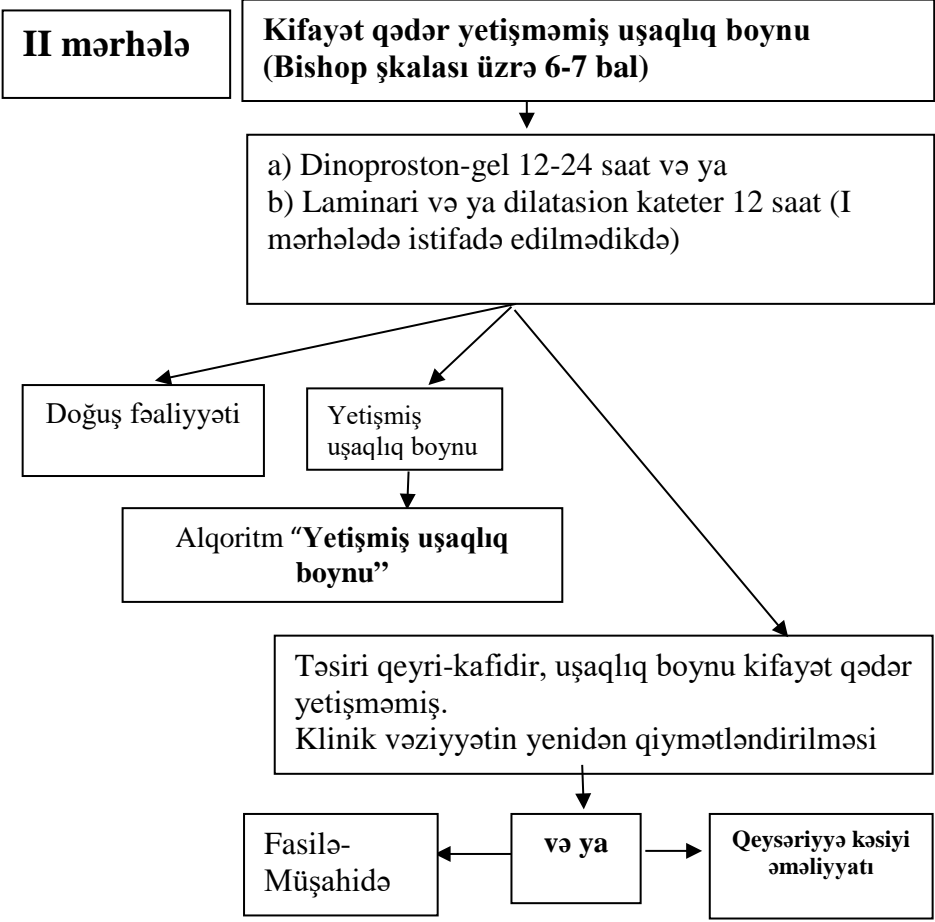 II mərhələ
Kifayət qədər yetişməmiş uşaqlıq boynu
(Bishop şkalası üzrə 6-7 bal)
a) Dinoproston-gel 12-24 saat və ya
b) Laminari və ya dilatasion kateter 12 saat (I
mərhələdə istifadə edilmədikdə)
Doğuş fəaliyyəti
Yetişmiş
uşaqlıq boynu
Alqoritm “Yetişmiş uşaqlıq
boynu”
Təsiri qeyri-kafidir, uşaqlıq boynu kifayət qədər
yetişməmiş.
Klinik vəziyyətin yenidən qiymətləndirilməsi
Fasilə-
Müşahidə
və ya
Qeysəriyyə kəsiyi
əməliyyatı